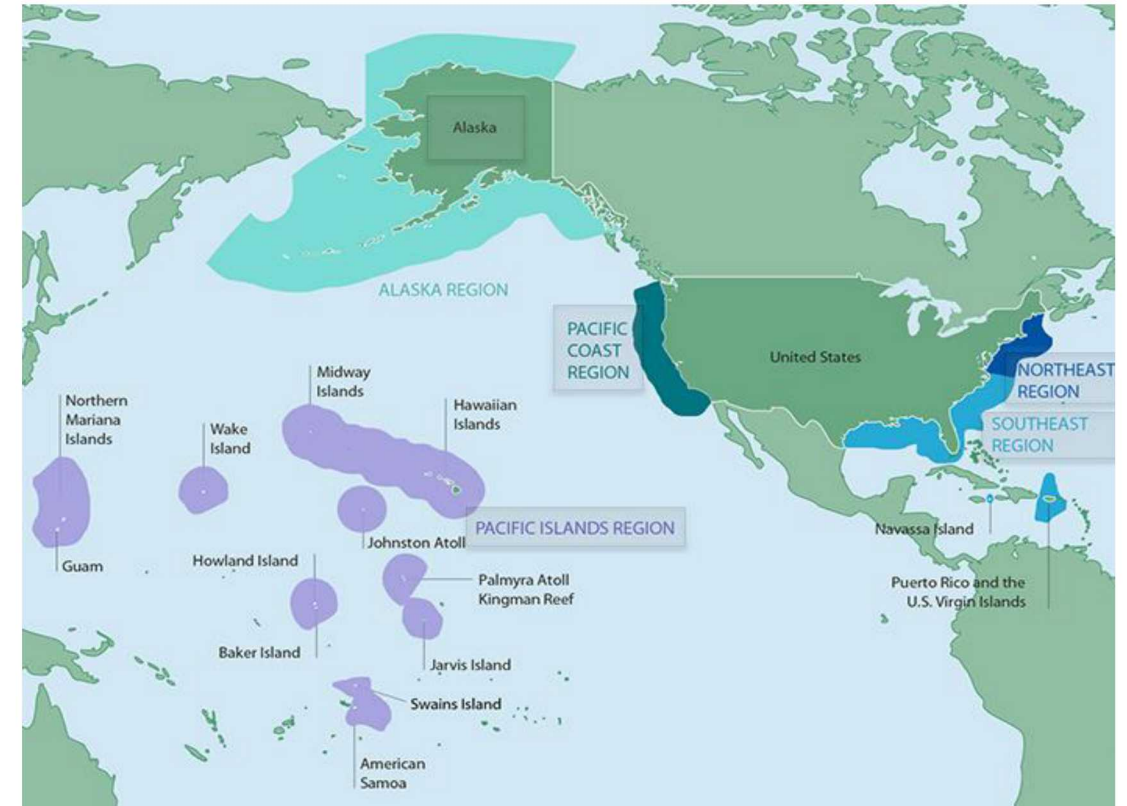 Alaska
ALASKA REGION
PACIFIC
COAST
REGION
United States
NORTHEAST
REGION
SOUTHEAST
REGION
Midway
Islands
Northern
Mariana
Islands
Hawaiian
Islands
Wake
Island
PACIFIC ISLANDS REGION
Navassa Island
Johnston Atoll
Howland Island
Guam
Palmyra Atoll
Kingman Reef
Puerto Rico and the
U.S. Virgin Islands
Baker Island
Jarvis Island
Swains Island
American
Samoa